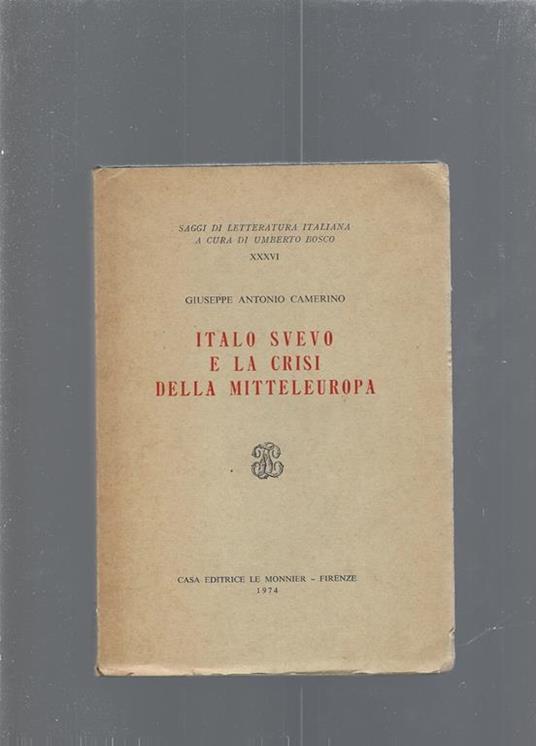 SAGGI DI LETTERATURA ITALIANA
A CURA DI UMBERTO BOSCO
XXXVI
GIUSEPPE ANTONIO CAMERINO
ITALO SVEVO
E LA CRISI
DELLA MITTELEUROPA
CASA EDITRICE LE MONNIER – FIRENZE
1974